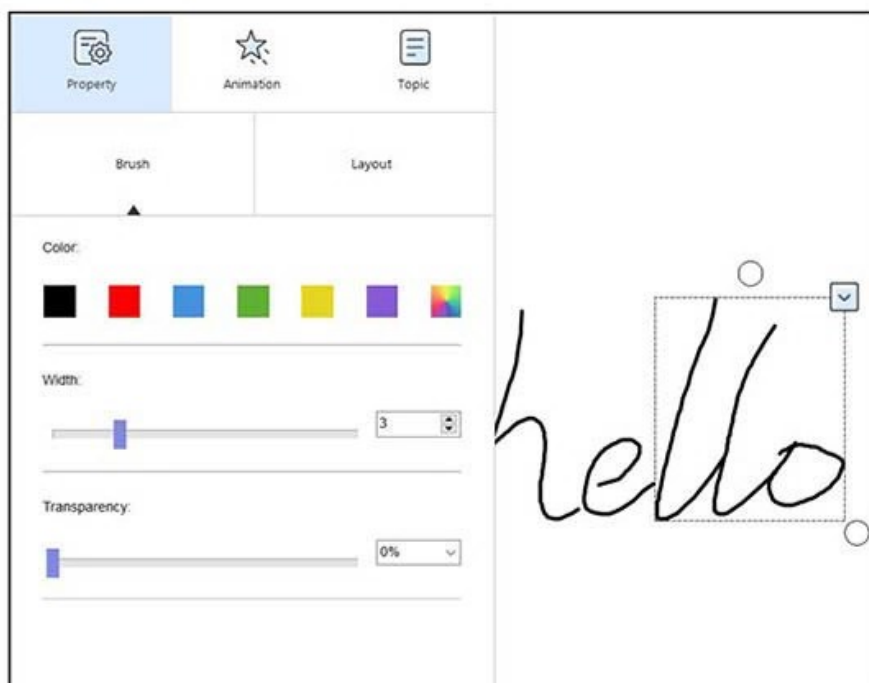 Property Animation Topic
Brush Layout
Color:
Width:
3
Transparency:
0%
hello